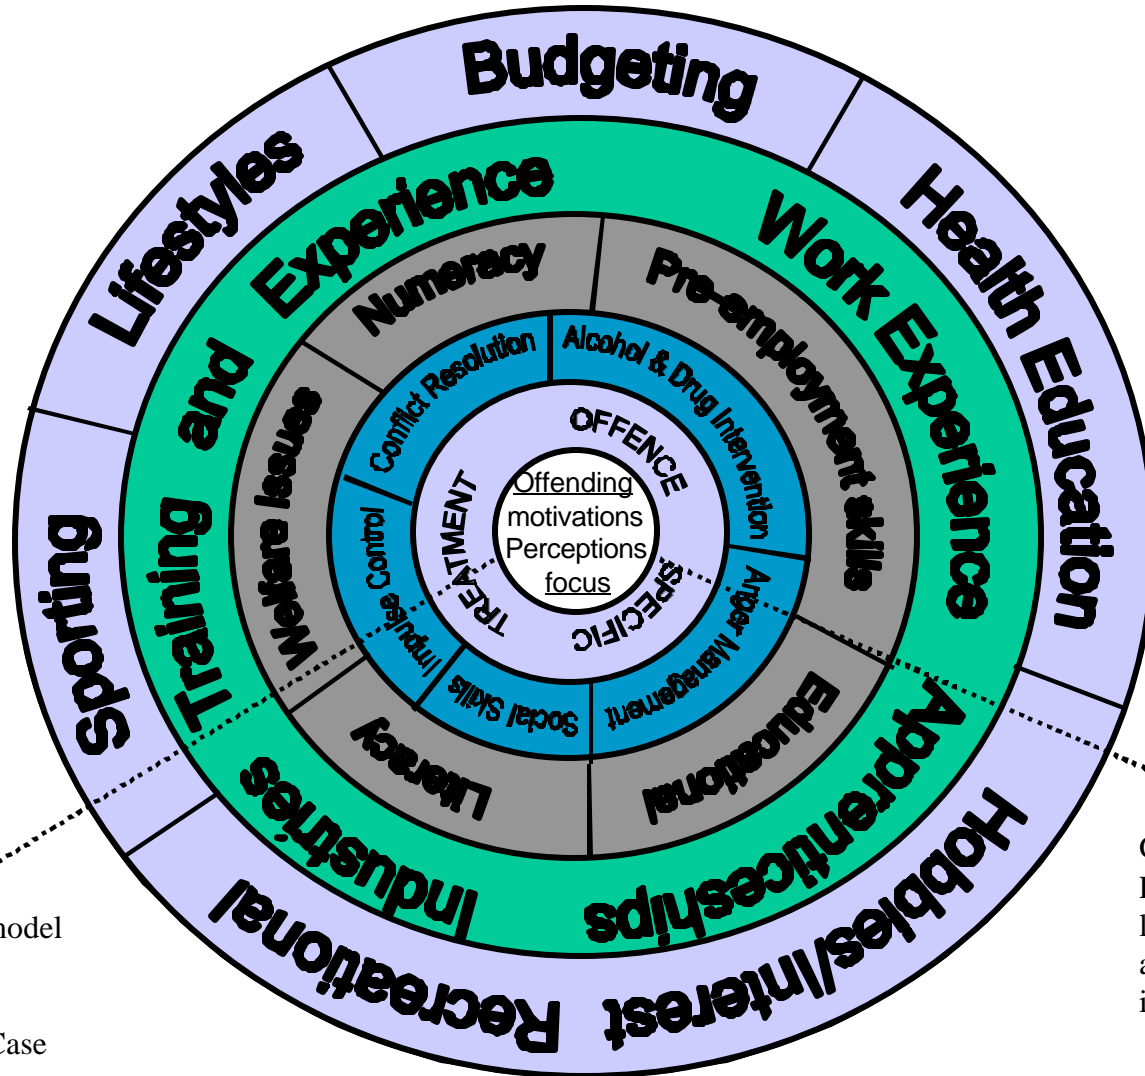 Budgeting
Health Education
Hobbies/Interest
Recreational
Sporting
Lifestyles
Training and Experience
Work Experience
Apprenticeships
Industries
Numeracy
Pre-employment skills
Educational
Literacy
Welfare Issues
Conflict Resolution
Alcohol & Drug Intervention
Anger Management
Social Skills
Impulse Control
OFFENCE
SPECIFIC
TREATMENT
Offending
motivations
Perceptions
focus
Case